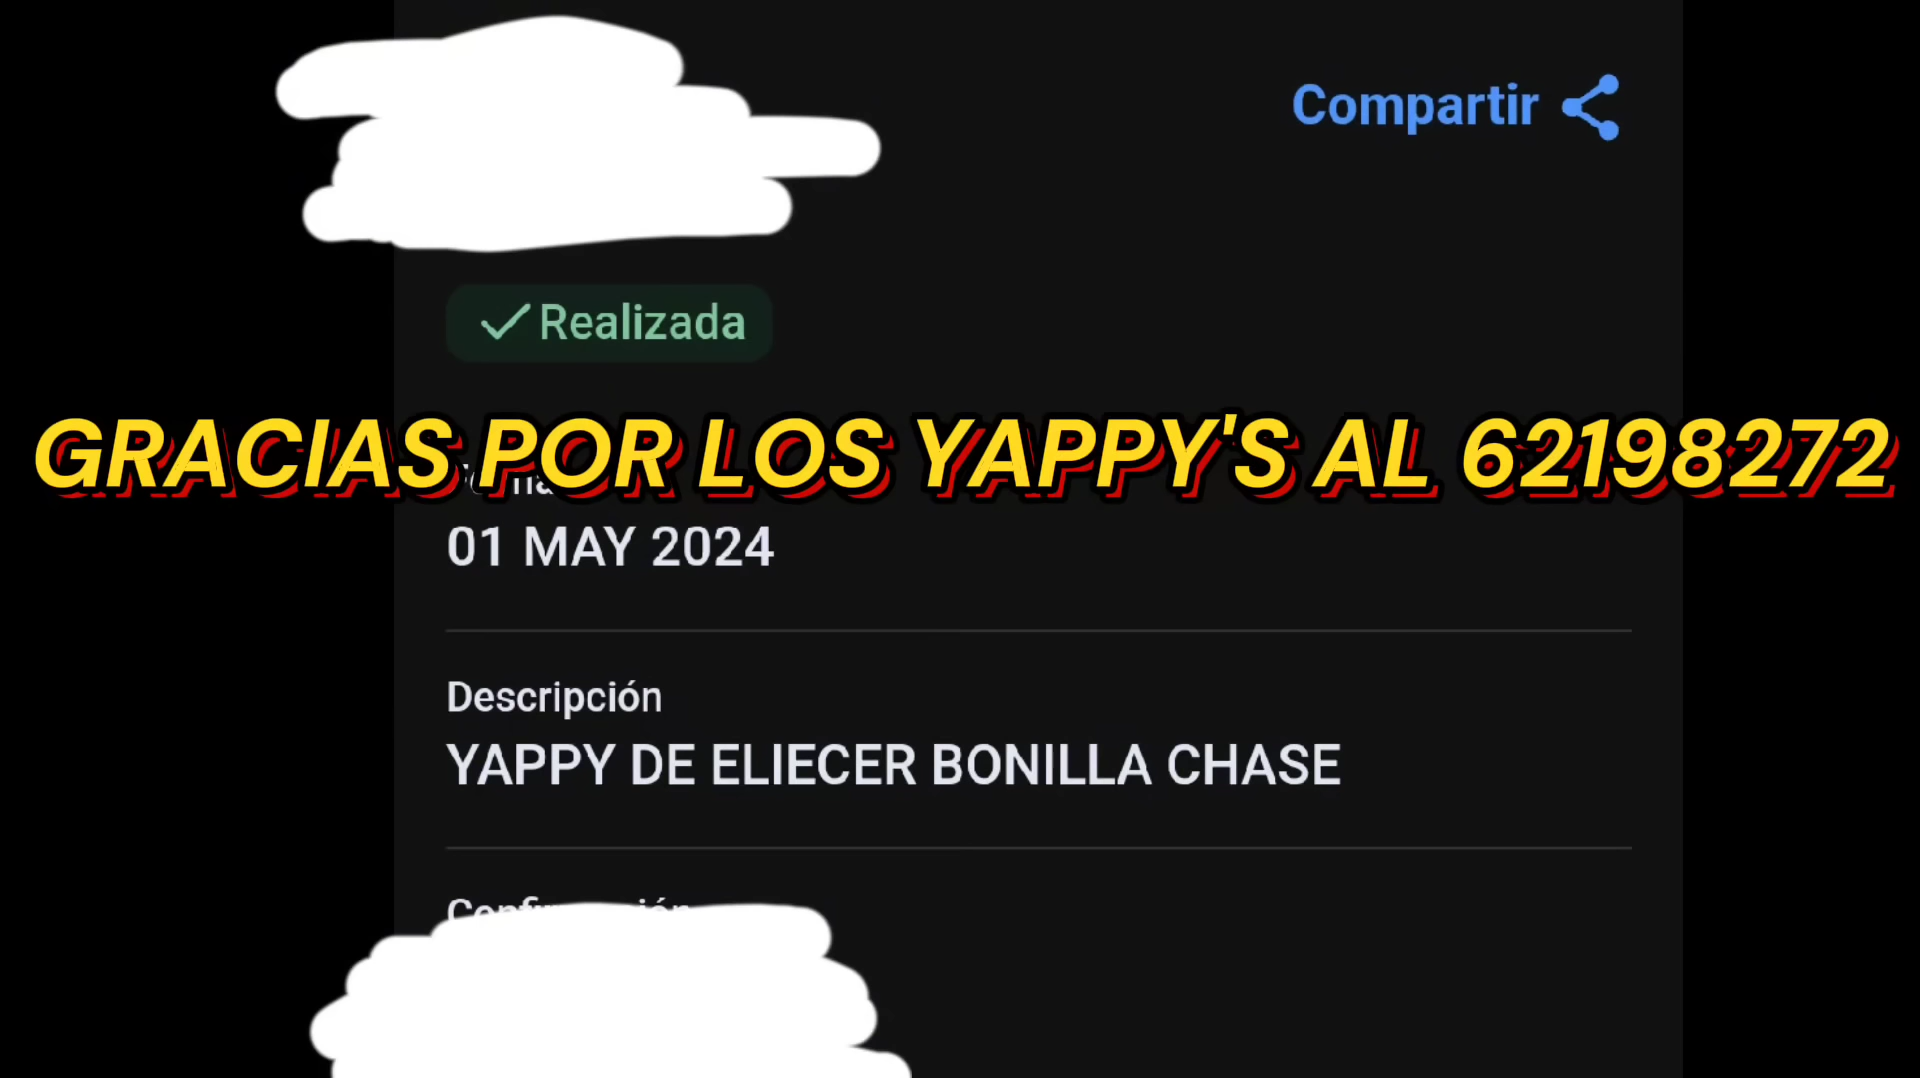 Compartir
Realizada
GRACIAS POR LOS YAPPY'S AL 62198272
01 MAY 2024
Descripción
YAPPY DE ELIECER BONILLA CHASE